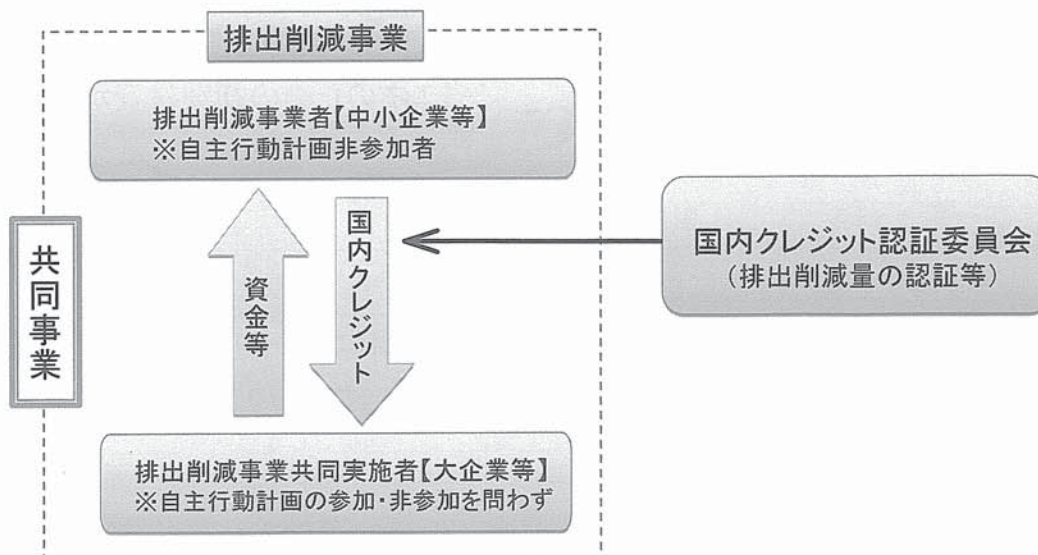 排出削減事業
排出削減事業者【中小企業等】
※自主行動計画非参加者
共同事業
資金等
国内クレジット
国内クレジット認証委員会
（排出削減量の認証等）
排出削減事業共同実施者【大企業等】
※自主行動計画の参加・非参加を問わず